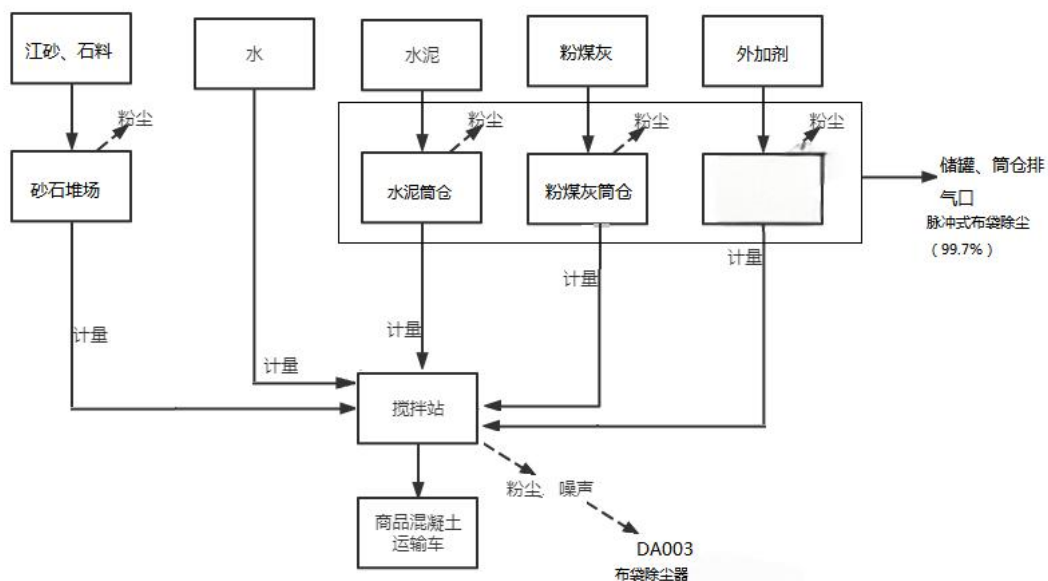 江砂、石料
水
水泥
粉煤灰
外加剂
粉尘
粉尘
粉尘
粉尘
砂石堆场
水泥筒仓
粉煤灰筒仓
储罐、筒仓排
气口
脉冲式布袋除尘
（99.7%）
计量
计量
计量
计量
计量
搅拌站
粉尘、噪声
商品混凝土
运输车
DA003
布袋除尘器